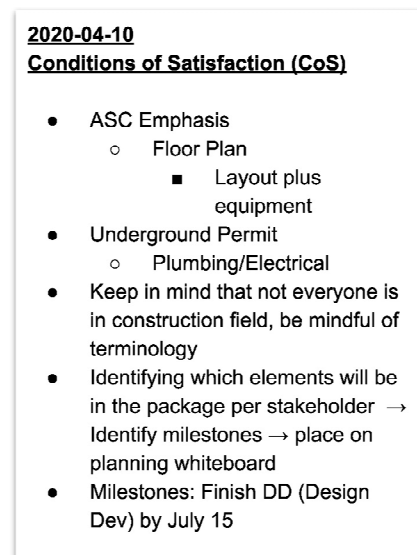 2020-04-10
Conditions of Satisfaction (CoS)
● ASC Emphasis
○ Floor Plan
■ Layout plus
equipment
● Underground Permit
○ Plumbing/Electrical
● Keep in mind that not everyone is
in construction field, be mindful of
terminology
● Identifying which elements will be
in the package per stakeholder →
Identify milestones → place on
planning whiteboard
● Milestones: Finish DD (Design
Dev) by July 15